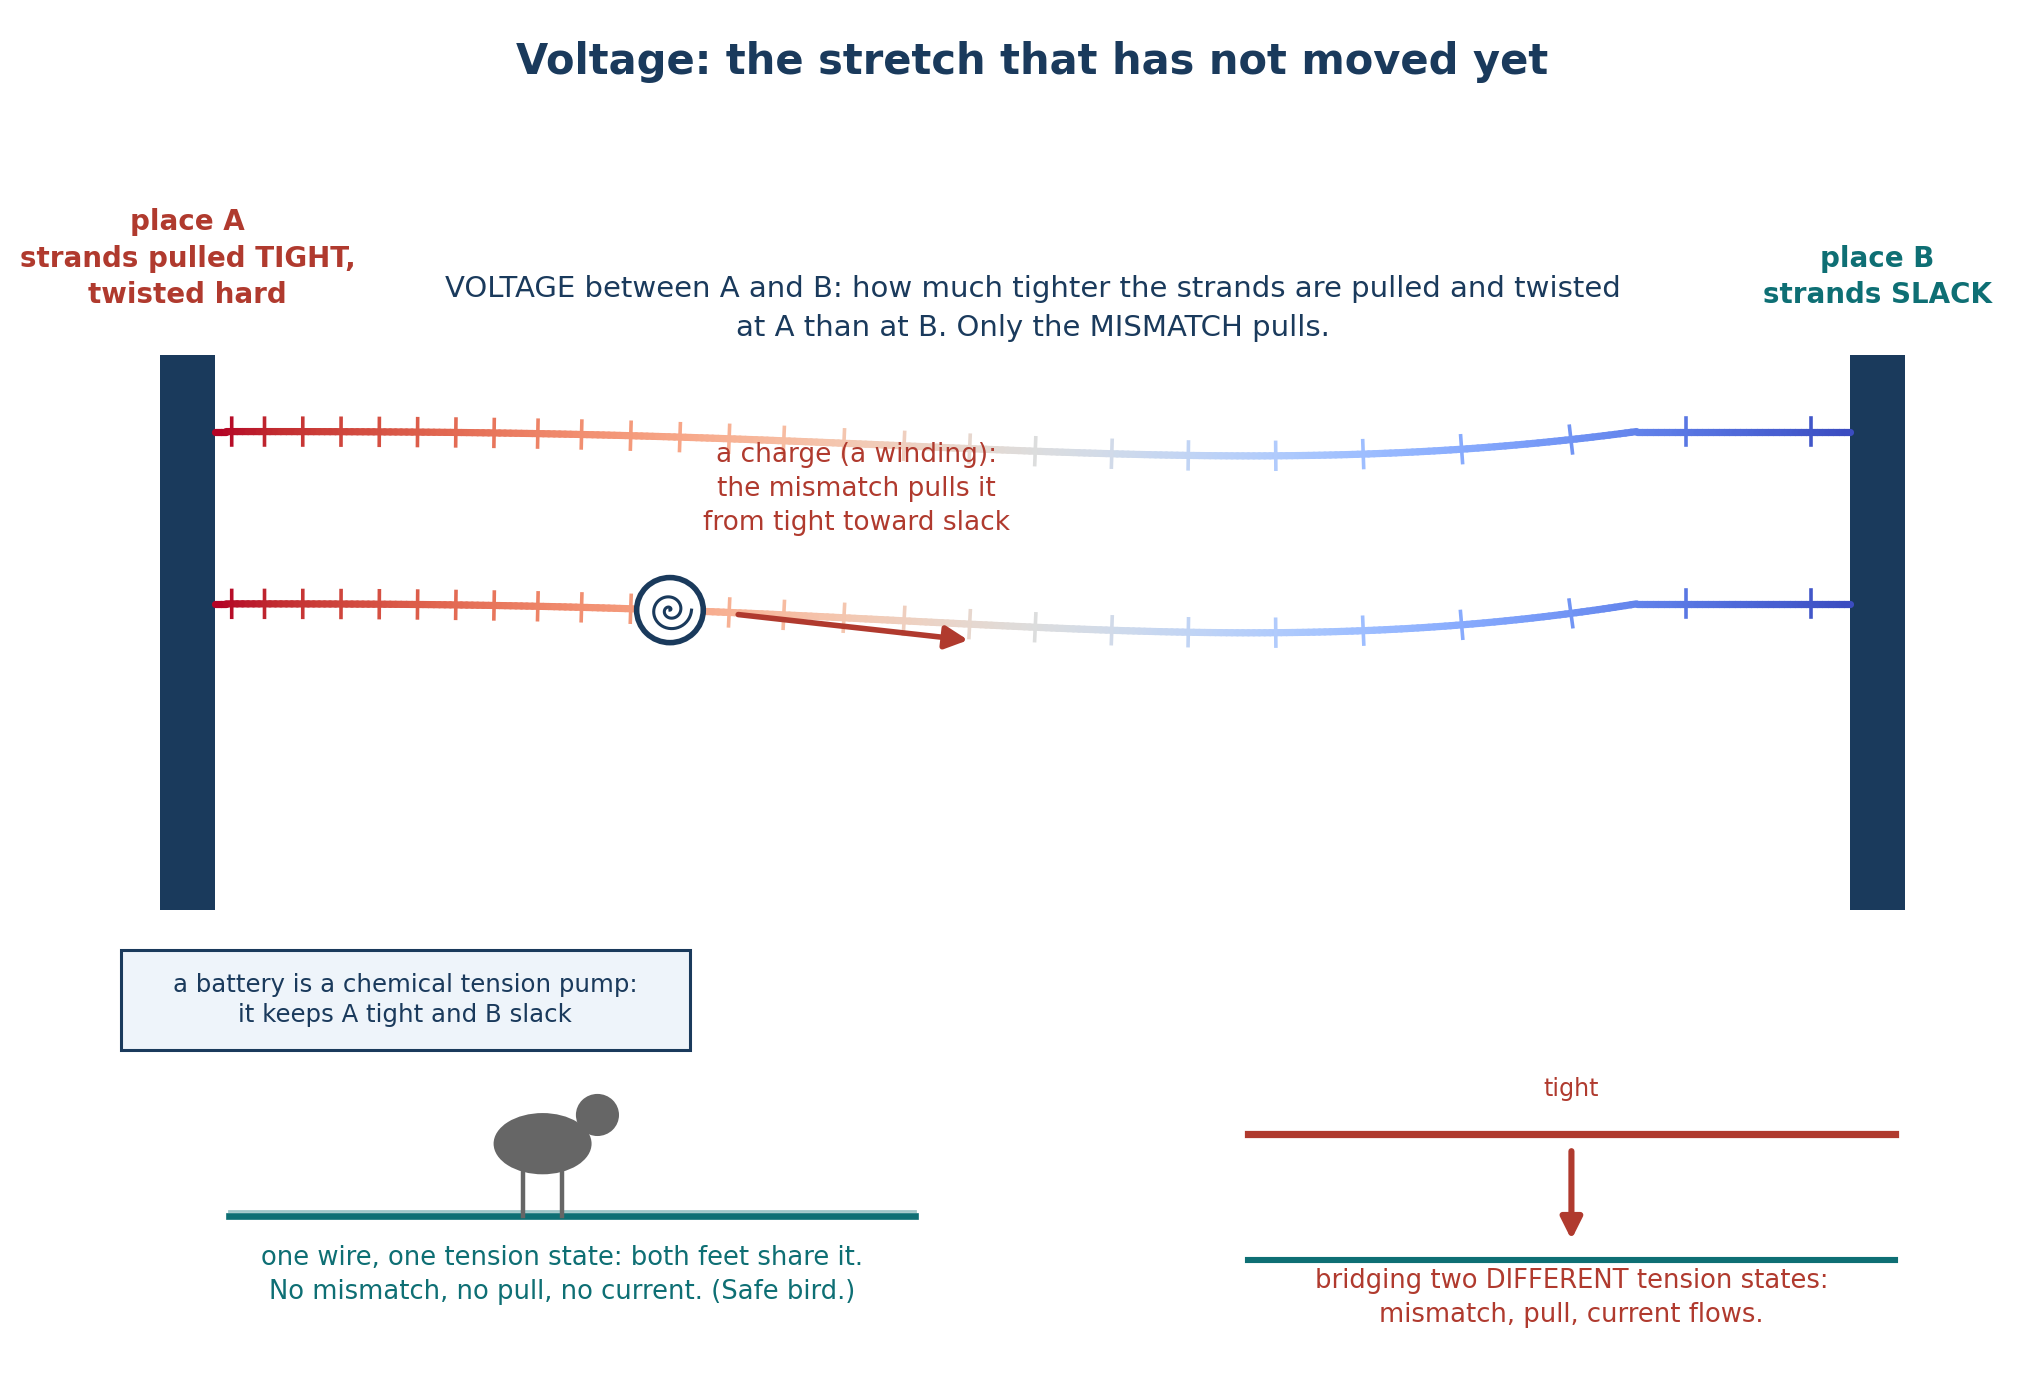 Voltage: the stretch that has not moved yet
place A
strands pulled TIGHT,
twisted hard
VOLTAGE between A and B: how much tighter the strands are pulled and twisted
at A than at B. Only the MISMATCH pulls.
place B
strands SLACK
a charge (a winding):
the mismatch pulls it
from tight toward slack
a battery is a chemical tension pump:
it keeps A tight and B slack
one wire, one tension state: both feet share it.
No mismatch, no pull, no current. (Safe bird.)
tight
bridging two DIFFERENT tension states:
mismatch, pull, current flows.